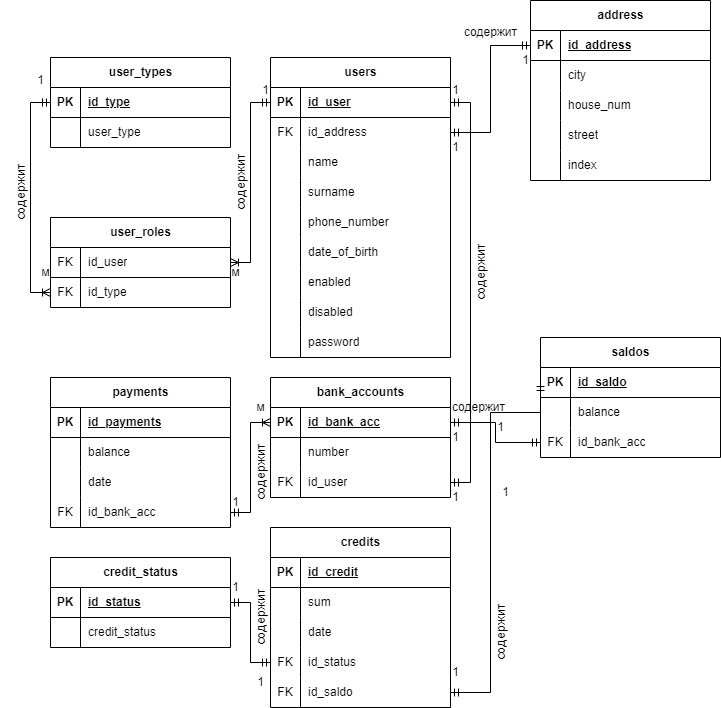 address
содержит
PK id_address
1
city
house_num
street
index
user_types
1
PK id_type
user_type
содержит
user_roles
FK id_user
м
FK id_type
м
содержит
users
1
PK id_user
1
FK id_address
1
name
surname
phone_number
date_of_birth
enabled
disabled
password
содержит
saldos
PK id_saldo
balance
FK id_bank_acc
payments
PK id_payments
balance
date
FK id_bank_acc
1
м
содержит
bank_accounts
PK id_bank_acc
содержит
1
1
number
FK id_user
1
1
credit_status
PK id_status
1
credit_status
содержит
1
credits
PK id_credit
sum
date
FK id_status
FK id_saldo
1
содержит